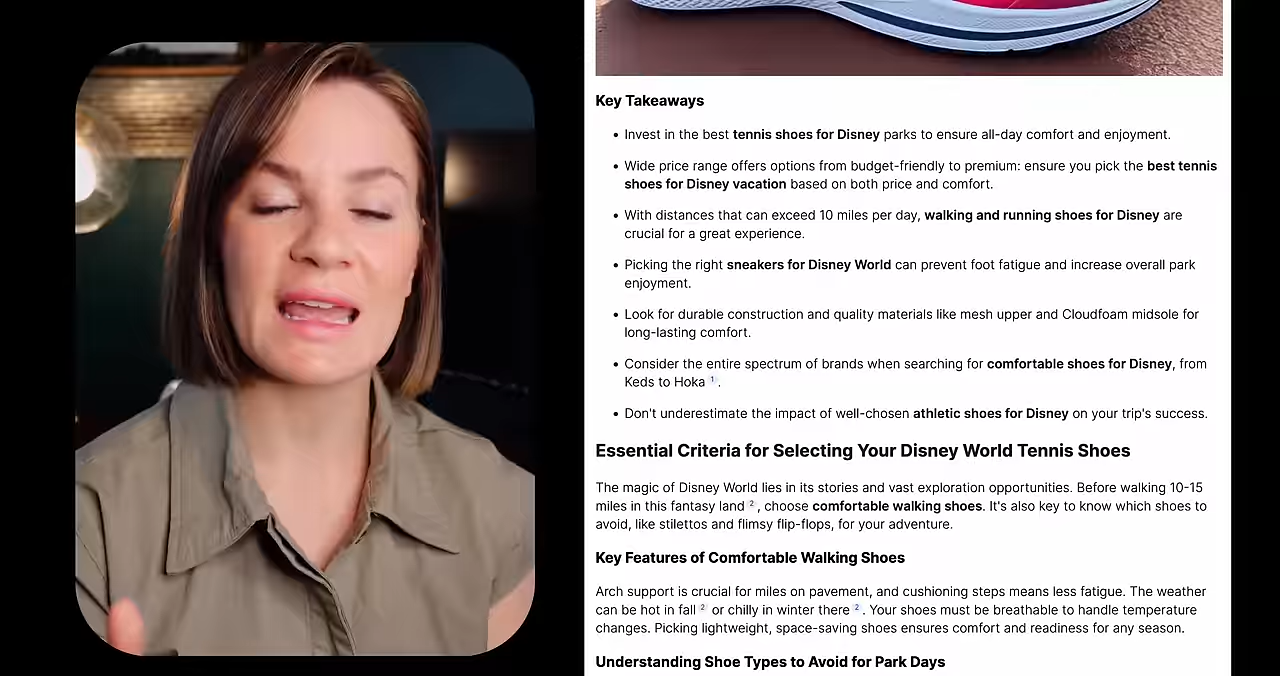 Key Takeaways
• Invest in the best tennis shoes for Disney parks to ensure all-day comfort and enjoyment.
• Wide price range offers options from budget-friendly to premium: ensure you pick the best tennis
shoes for Disney vacation based on both price and comfort.
• With distances that can exceed 10 miles per day, walking and running shoes for Disney are
crucial for a great experience.
• Picking the right sneakers for Disney World can prevent foot fatigue and increase overall park
enjoyment.
• Look for durable construction and quality materials like mesh upper and Cloudfoam midsole for
long-lasting comfort.
• Consider the entire spectrum of brands when searching for comfortable shoes for Disney, from
Keds to Hoka 1.
• Don't underestimate the impact of well-chosen athletic shoes for Disney on your trip's success.
Essential Criteria for Selecting Your Disney World Tennis Shoes
The magic of Disney World lies in its stories and vast exploration opportunities. Before walking 10-15
miles in this fantasy land 2, choose comfortable walking shoes. It's also key to know which shoes to
avoid, like stilettos and flimsy flip-flops, for your adventure.
Key Features of Comfortable Walking Shoes
Arch support is crucial for miles on pavement, and cushioning steps means less fatigue. The weather
can be hot in fall 2 or chilly in winter there 2. Your shoes must be breathable to handle temperature
changes. Picking lightweight, space-saving shoes ensures comfort and readiness for any season.
Understanding Shoe Types to Avoid for Park Days